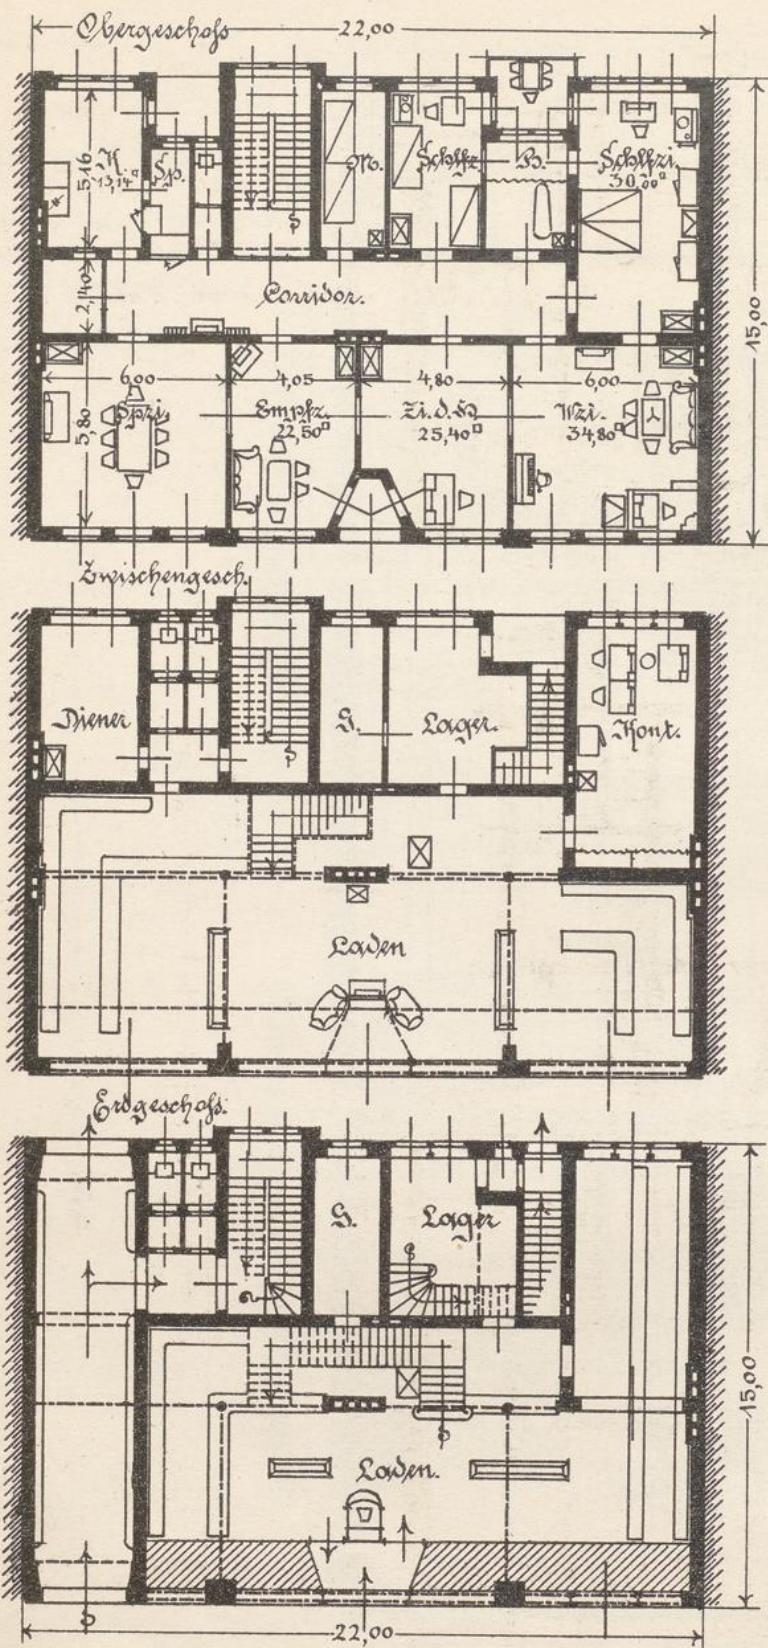 Obergeschoss
22,00
K. Sp. M. Schlfz. B. Schlfzi.
5,16 13,14□ 30,00□
Corridor.
2,40
15,00
6,00 4,05 4,80 6,00
Spzi. Empfz. Zi.d.H. Wzi.
5,80 22,50□ 25,40□ 34,80□
Zwischengesch.
Diener G. Lager. Kont.
Laden
Erdgeschoss.
G. Lager
15,00
Laden.
22,00